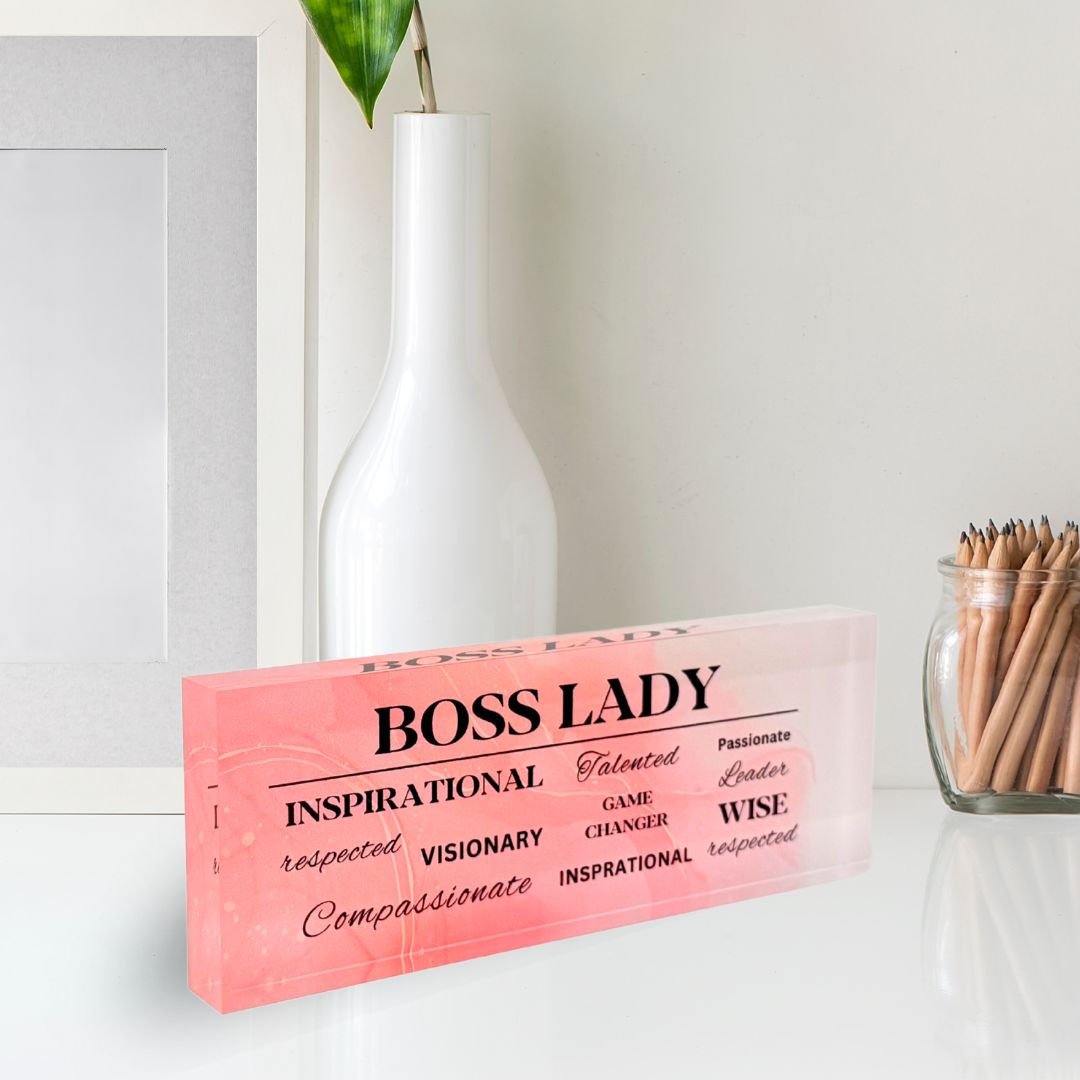 BOSS LADY
INSPIRATIONAL
Talented
Passionate
Leader
respected
VISIONARY
GAME
CHANGER
WISE
Compassionate
INSPRATIONAL
respected